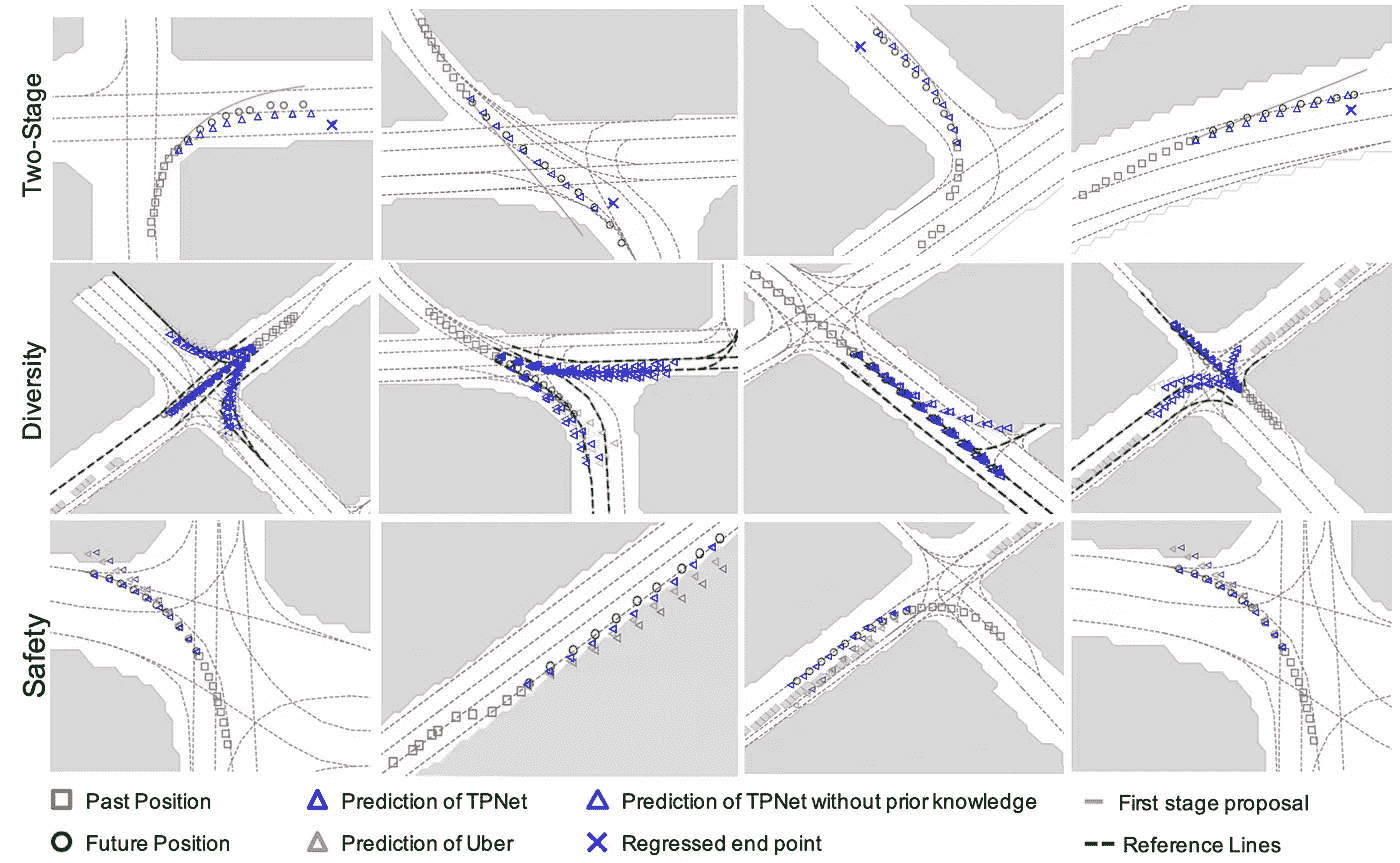 Two-Stage
Diversity
Safety
Past Position
Prediction of TPNet
Prediction of TPNet without prior knowledge
First stage proposal
Future Position
Prediction of Uber
Regressed end point
Reference Lines